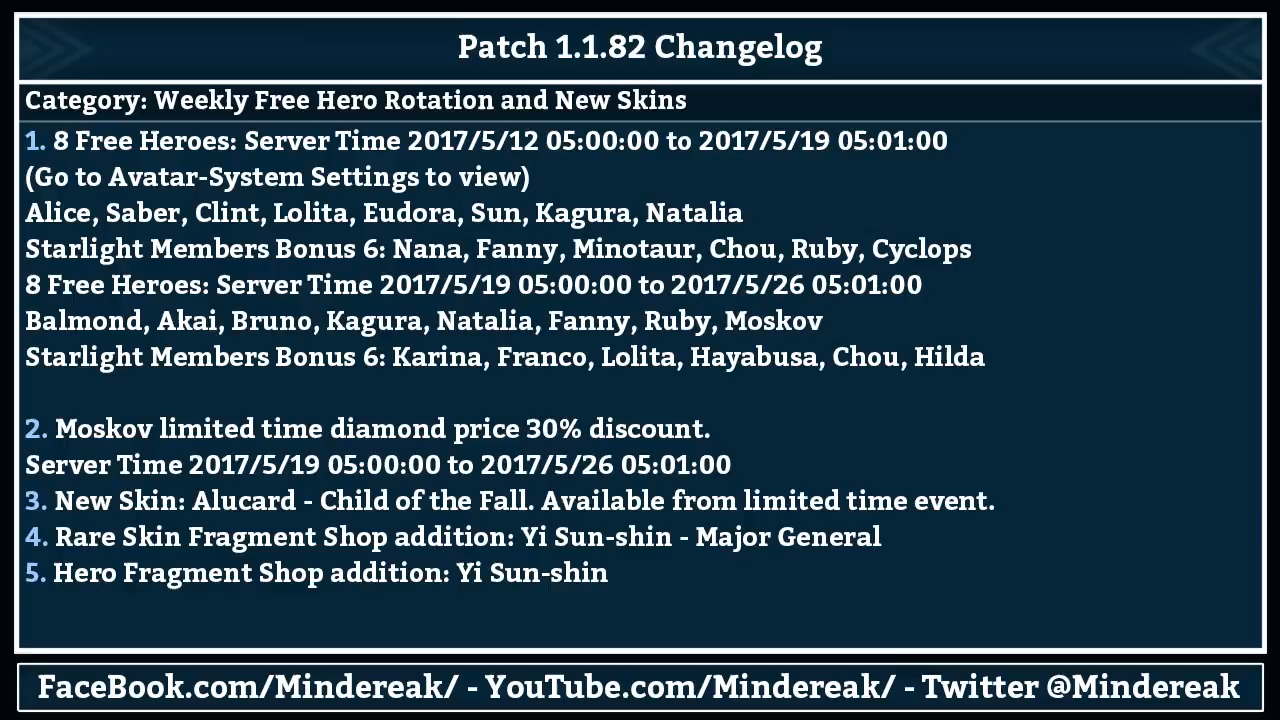 Patch 1.1.82 Changelog
Category: Weekly Free Hero Rotation and New Skins
1. 8 Free Heroes: Server Time 2017/5/12 05:00:00 to 2017/5/19 05:01:00
(Go to Avatar-System Settings to view)
Alice, Saber, Clint, Lolita, Eudora, Sun, Kagura, Natalia
Starlight Members Bonus 6: Nana, Fanny, Minotaur, Chou, Ruby, Cyclops
8 Free Heroes: Server Time 2017/5/19 05:00:00 to 2017/5/26 05:01:00
Balmond, Akai, Bruno, Kagura, Natalia, Fanny, Ruby, Moskov
Starlight Members Bonus 6: Karina, Franco, Lolita, Hayabusa, Chou, Hilda
2. Moskov limited time diamond price 30% discount.
Server Time 2017/5/19 05:00:00 to 2017/5/26 05:01:00
3. New Skin: Alucard - Child of the Fall. Available from limited time event.
4. Rare Skin Fragment Shop addition: Yi Sun-shin - Major General
5. Hero Fragment Shop addition: Yi Sun-shin
FaceBook.com/Mindereak/ - YouTube.com/Mindereak/ - Twitter @Mindereak